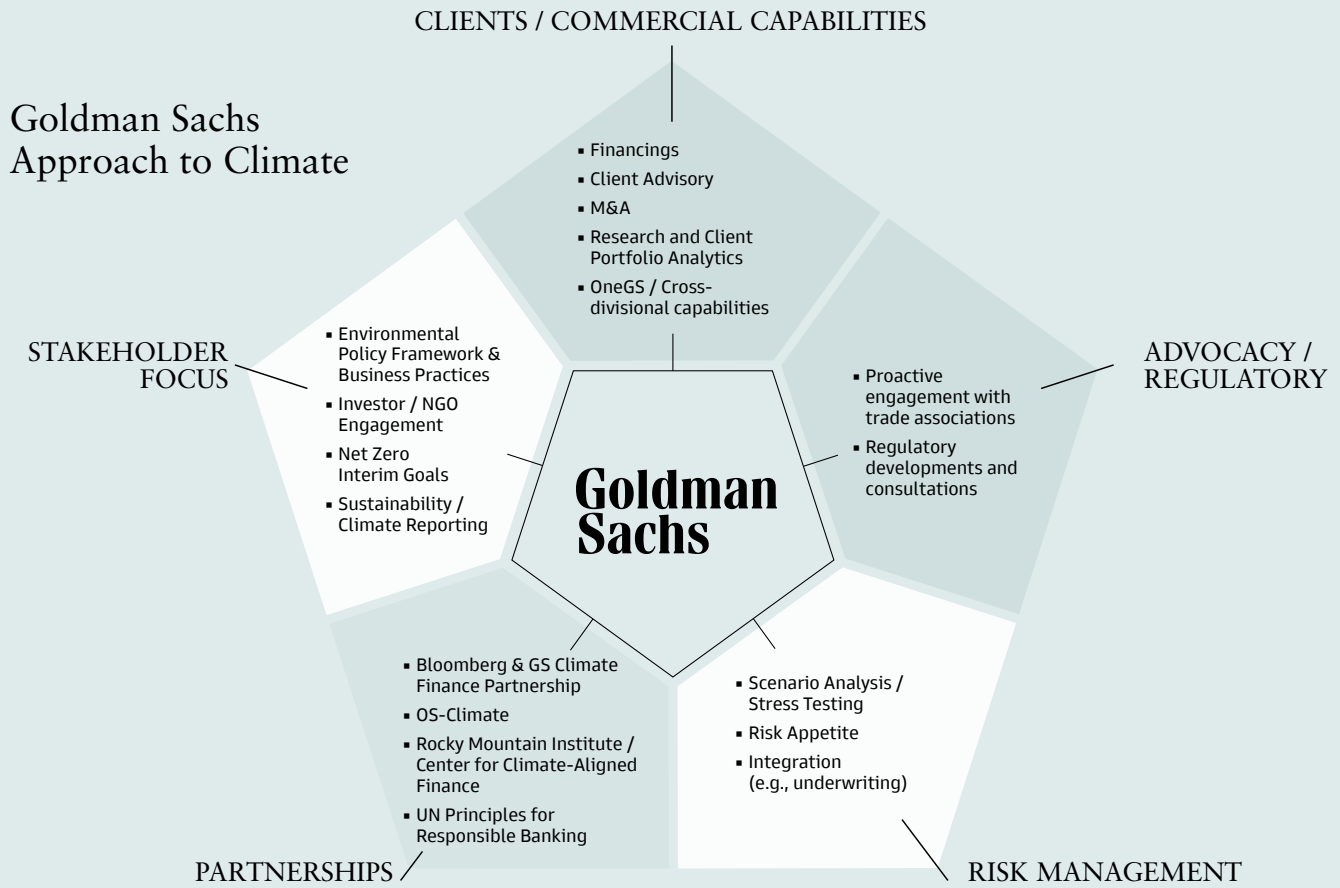 CLIENTS / COMMERCIAL CAPABILITIES
Goldman Sachs
Approach to Climate
▪ Financings
▪ Client Advisory
▪ M&A
▪ Research and Client
Portfolio Analytics
▪ OneGS / Cross-
divisional capabilities
STAKEHOLDER
FOCUS
▪ Environmental
Policy Framework &
Business Practices
▪ Investor / NGO
Engagement
▪ Net Zero
Interim Goals
▪ Sustainability /
Climate Reporting
ADVOCACY /
REGULATORY
▪ Proactive
engagement with
trade associations
▪ Regulatory
developments and
consultations
Goldman
Sachs
▪ Bloomberg & GS Climate
Finance Partnership
▪ OS-Climate
▪ Rocky Mountain Institute /
Center for Climate-Aligned
Finance
▪ UN Principles for
Responsible Banking
PARTNERSHIPS
▪ Scenario Analysis /
Stress Testing
▪ Risk Appetite
▪ Integration
(e.g., underwriting)
RISK MANAGEMENT